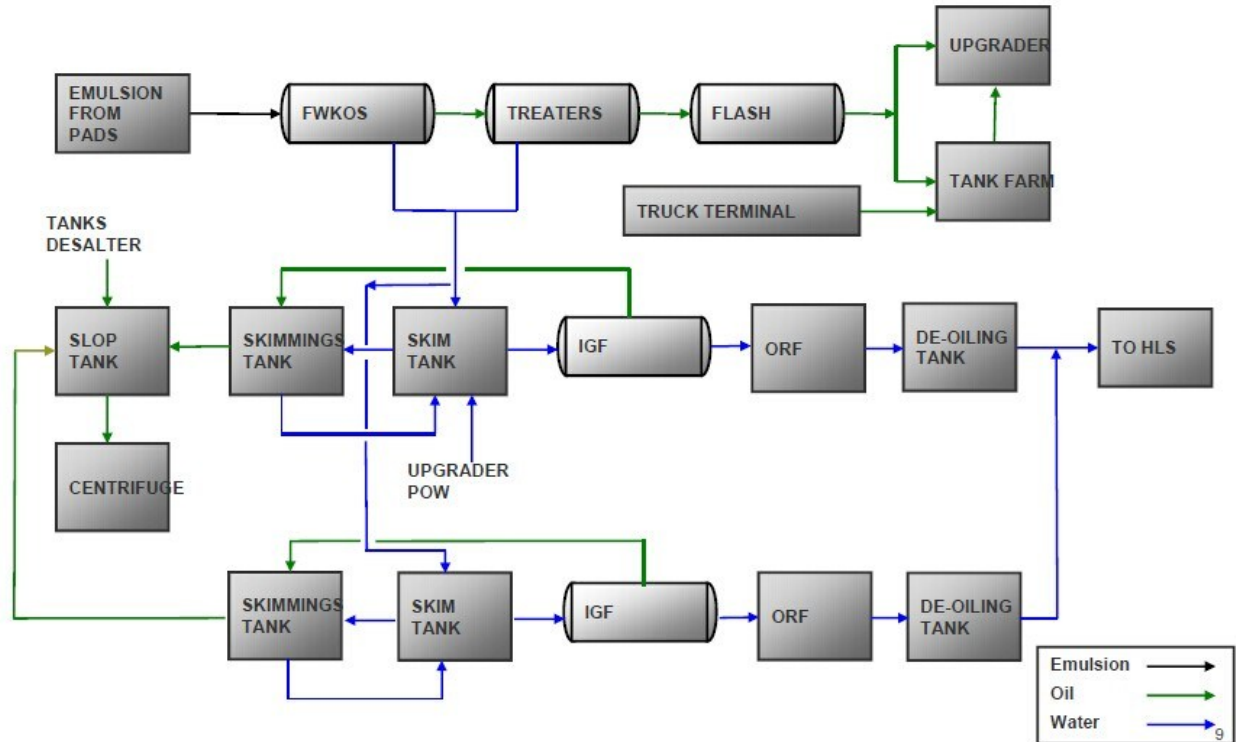 UPGRADER
EMULSION
FROM
PADS
FWKOS
TREATERS
FLASH
TANK FARM
TRUCK TERMINAL
TANKS
DESALTER
SLOP
TANK
SKIMMINGS
TANK
SKIM
TANK
IGF
ORF
DE-OILING
TANK
TO HLS
CENTRIFUGE
UPGRADER
POW
SKIMMINGS
TANK
SKIM
TANK
IGF
ORF
DE-OILING
TANK
Emulsion
Oil
Water
9